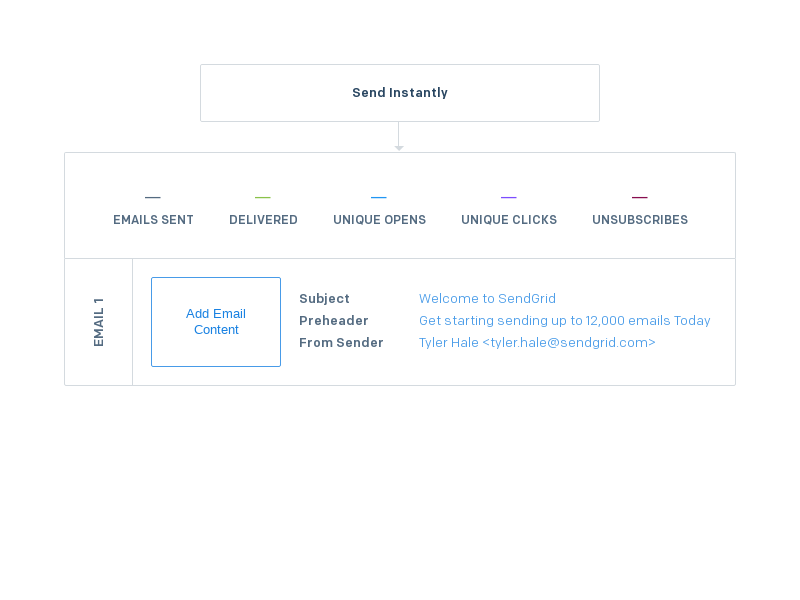 Send Instantly
— — — — —
EMAILS SENT DELIVERED UNIQUE OPENS UNIQUE CLICKS UNSUBSCRIBES
EMAIL 1
Add Email
Content
Subject Welcome to SendGrid
Preheader Get starting sending up to 12,000 emails Today
From Sender Tyler Hale <tyler.hale@sendgrid.com>